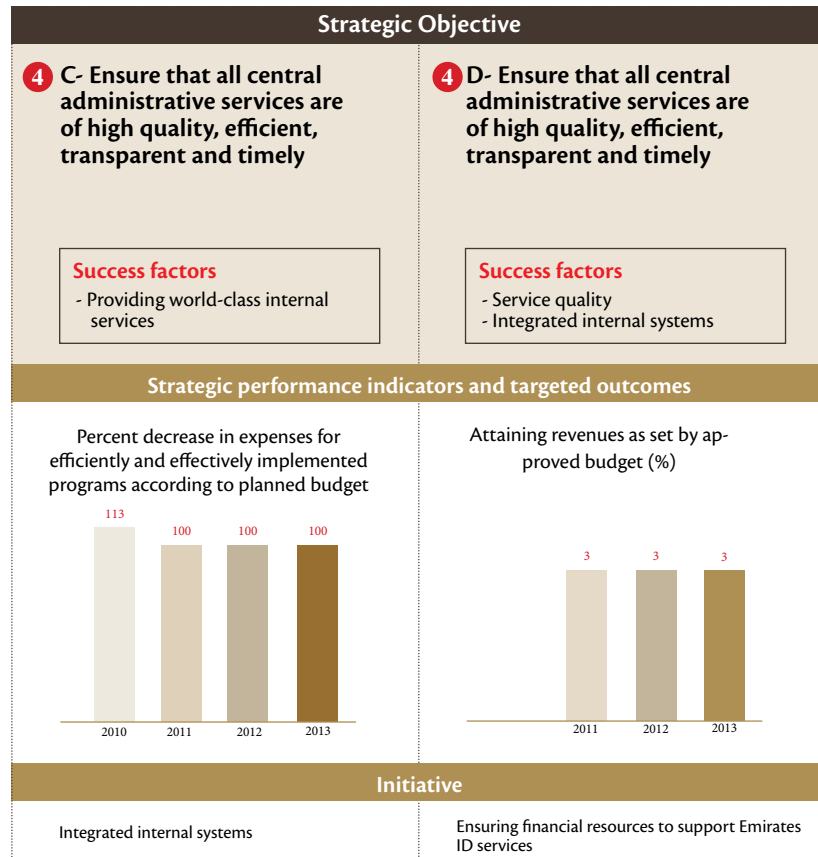 Strategic Objective
4 C- Ensure that all central
administrative services are
of high quality, efficient,
transparent and timely
Success factors
- Providing world-class internal
services
4 D- Ensure that all central
administrative services are
of high quality, efficient,
transparent and timely
Success factors
- Service quality
- Integrated internal systems
Strategic performance indicators and targeted outcomes
Percent decrease in expenses for
efficiently and effectively implemented
programs according to planned budget
113 100 100 100
2010 2011 2012 2013
Attaining revenues as set by ap-
proved budget (%)
3 3 3
2011 2012 2013
Initiative
Integrated internal systems
Ensuring financial resources to support Emirates
ID services